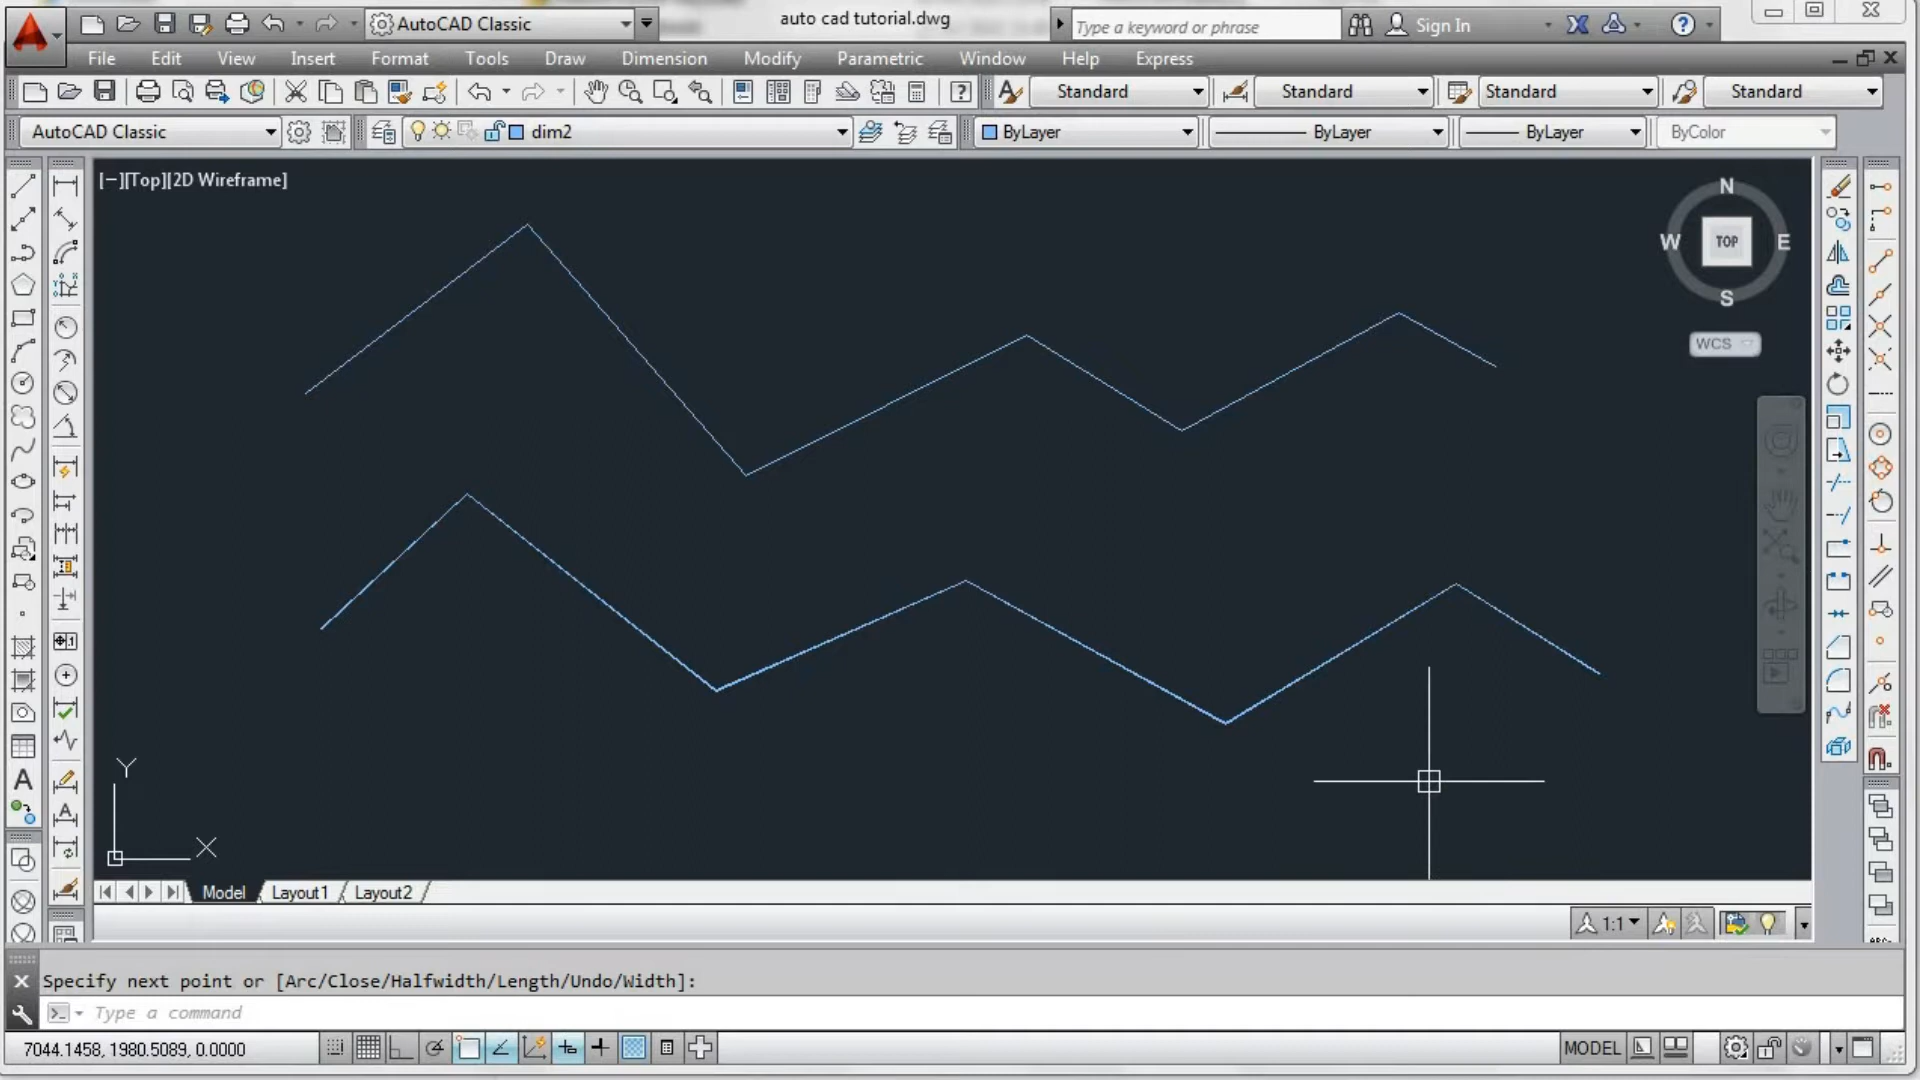 AutoCAD Classic
auto cad tutorial.dwg
Type a keyword or phrase
Sign In
File Edit View Insert Format Tools Draw Dimension Modify Parametric Window Help Express
Standard Standard Standard Standard
AutoCAD Classic dim2 ByLayer ByLayer ByLayer ByColor
[−][Top][2D Wireframe]
N
W TOP E
S
WCS
Y
X
Model Layout1 Layout2
1:1
Specify next point or [Arc/Close/Halfwidth/Length/Undo/Width]:
Type a command
7044.1458, 1980.5089, 0.0000 MODEL